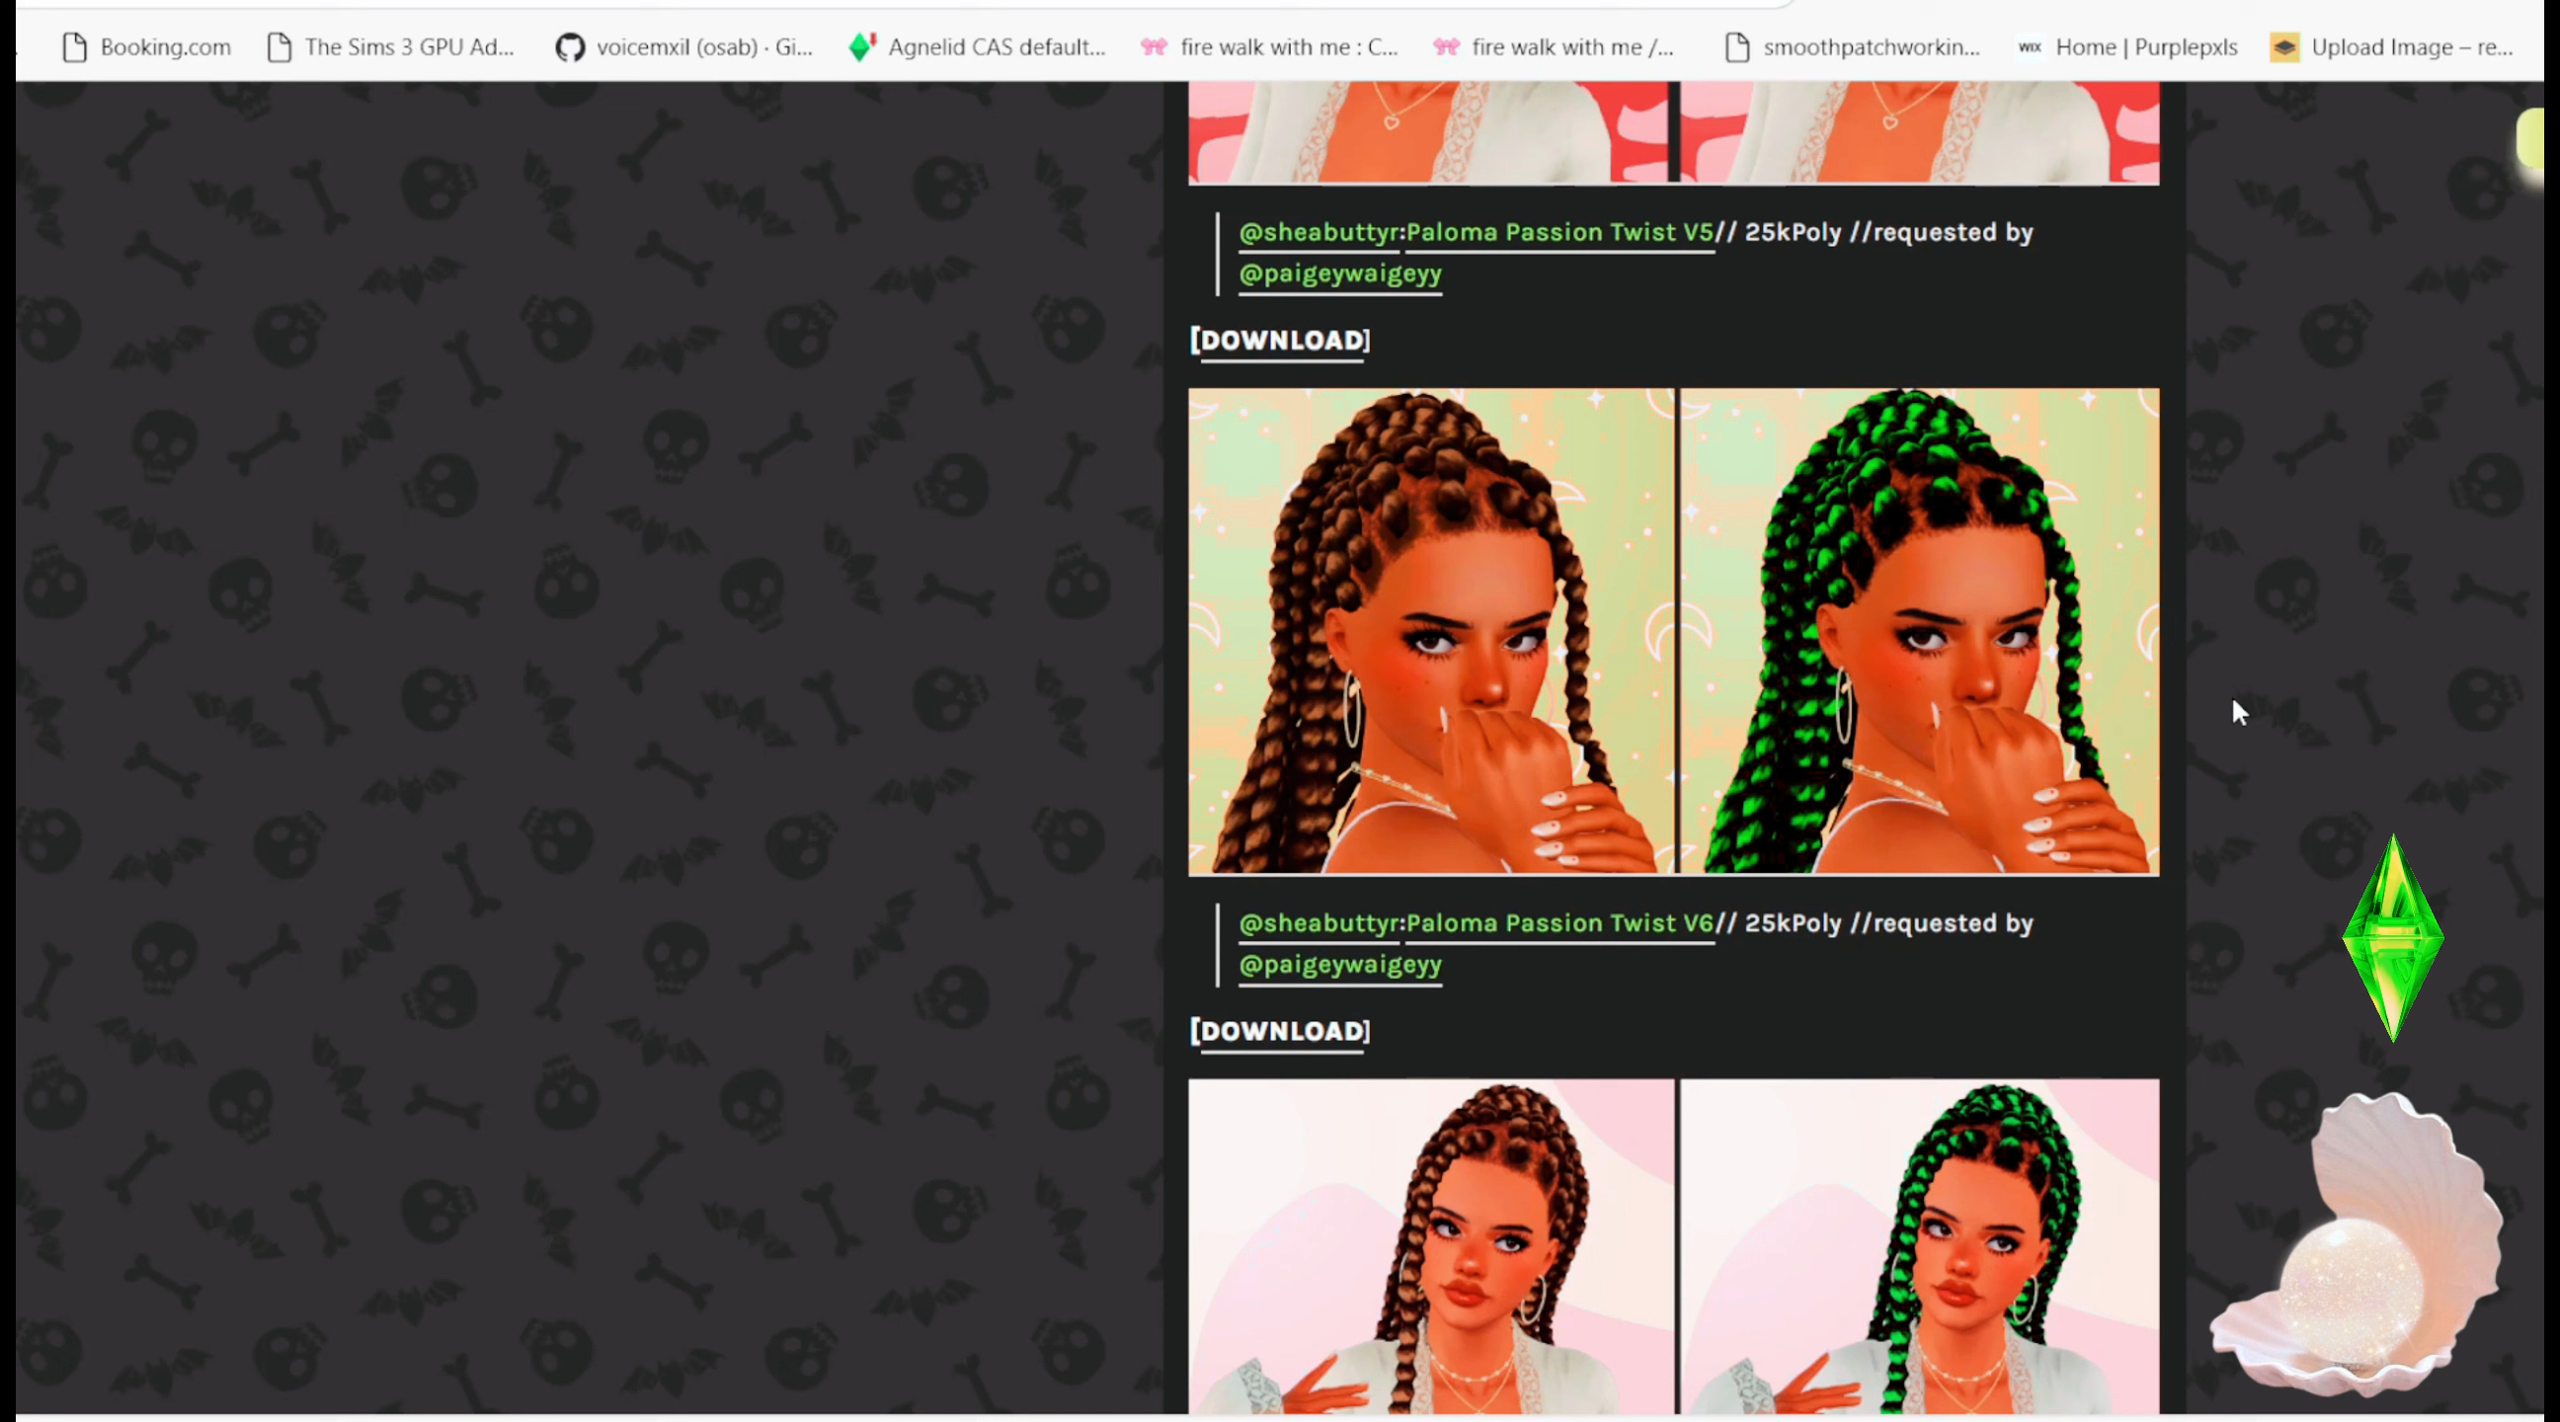 Booking.com The Sims 3 GPU Ad... voicemxil (osab) · Gi... Agnelid CAS default... fire walk with me : C... fire walk with me /... smoothpatchworkin... WIX Home | Purplepxls Upload Image – re...
@sheabuttyr:Paloma Passion Twist V5// 25kPoly //requested by
@paigeywaigeyy
[DOWNLOAD]
@sheabuttyr:Paloma Passion Twist V6// 25kPoly //requested by
@paigeywaigeyy
[DOWNLOAD]